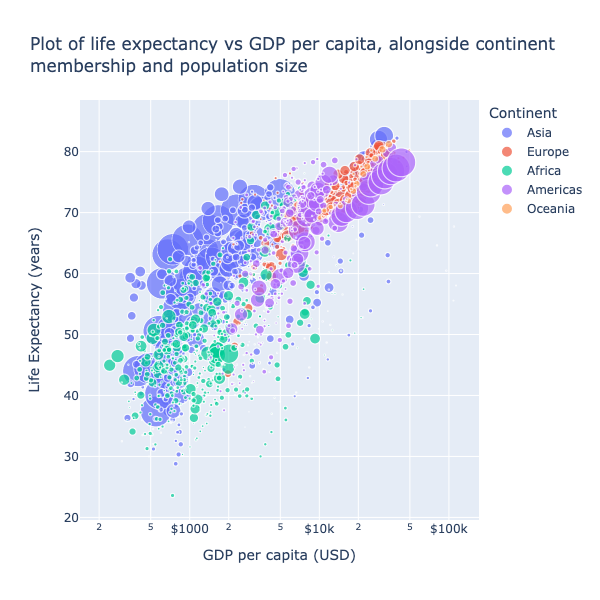 Plot of life expectancy vs GDP per capita, alongside continent
membership and population size
Continent
Asia
Europe
Africa
Americas
Oceania
Life Expectancy (years)
80
70
60
50
40
30
20
2 5 $1000 2 5 $10k 2 5 $100k
GDP per capita (USD)